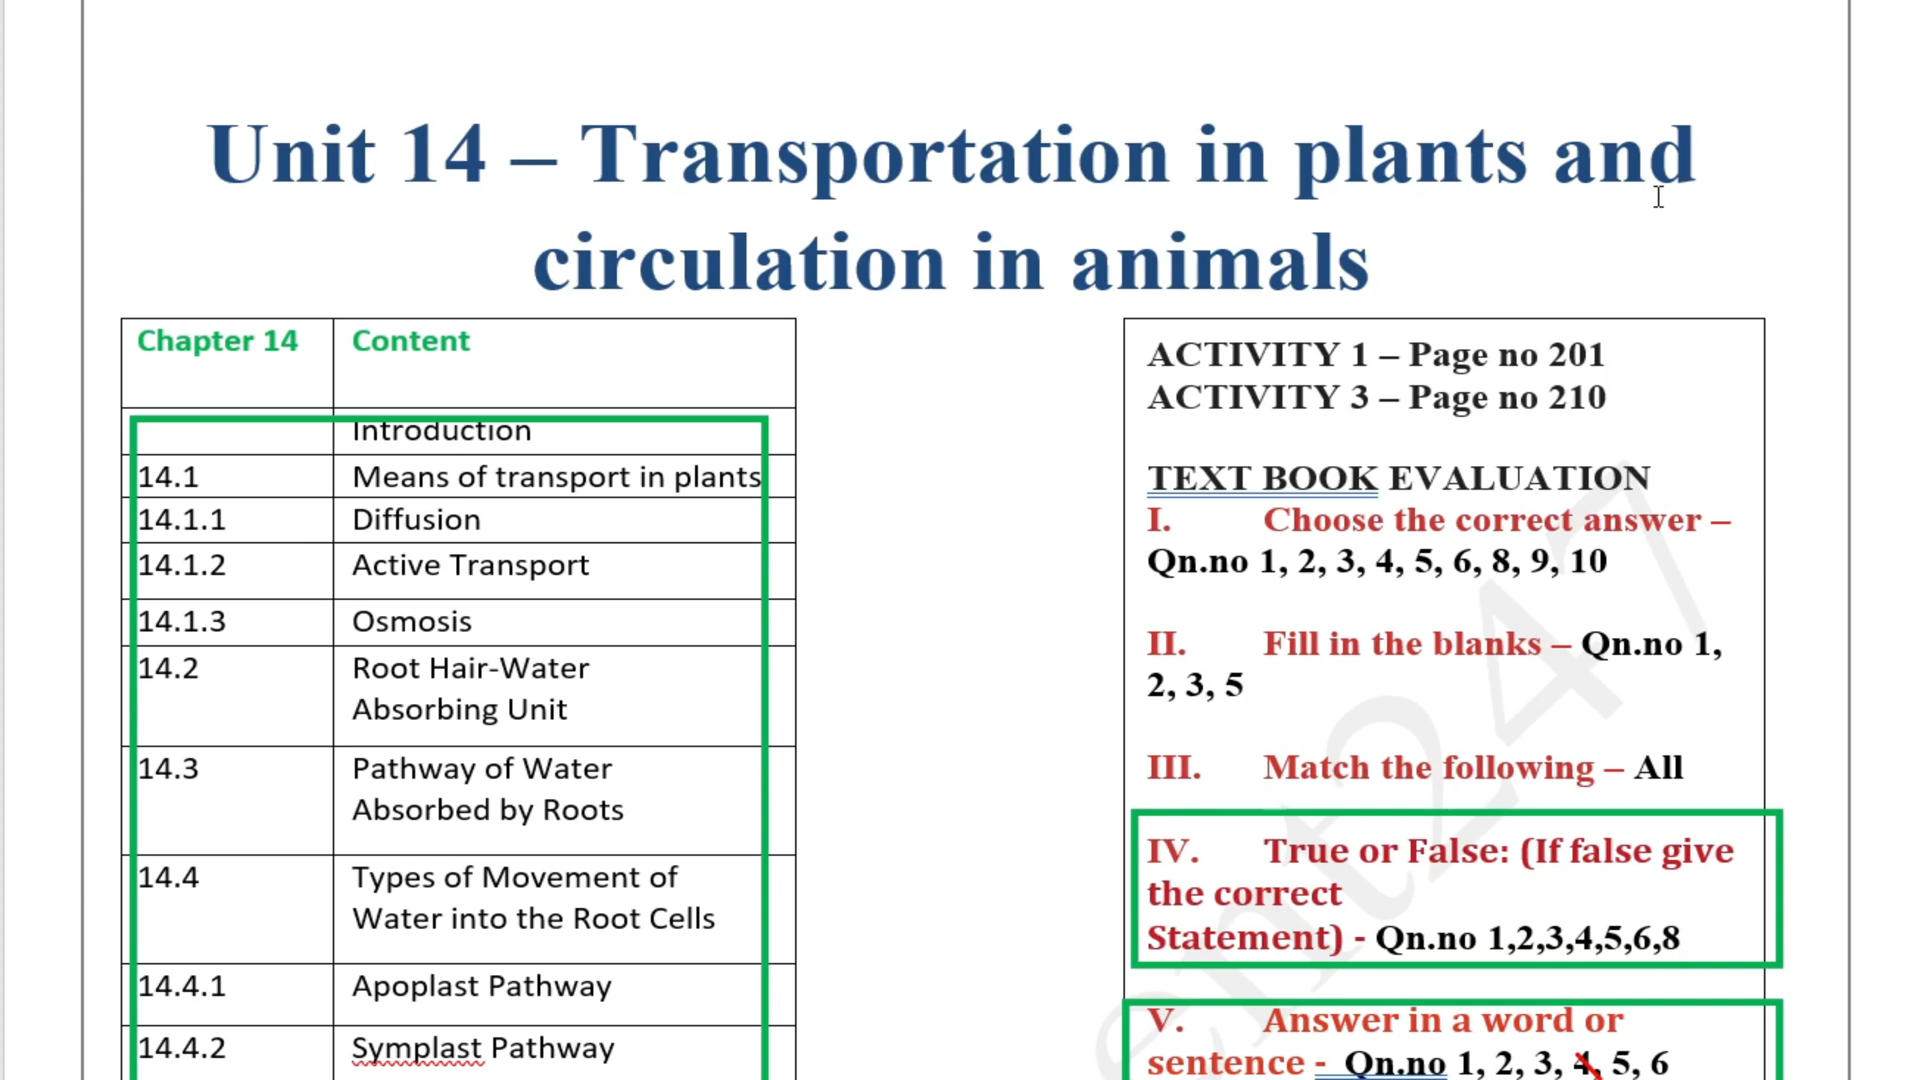 Unit 14 – Transportation in plants and
circulation in animals
Chapter 14 Content
Introduction
14.1 Means of transport in plants
14.1.1 Diffusion
14.1.2 Active Transport
14.1.3 Osmosis
14.2 Root Hair-Water
Absorbing Unit
14.3 Pathway of Water
Absorbed by Roots
14.4 Types of Movement of
Water into the Root Cells
14.4.1 Apoplast Pathway
14.4.2 Symplast Pathway
ACTIVITY 1 – Page no 201
ACTIVITY 3 – Page no 210
TEXT BOOK EVALUATION
I. Choose the correct answer –
Qn.no 1, 2, 3, 4, 5, 6, 8, 9, 10
II. Fill in the blanks – Qn.no 1,
2, 3, 5
III. Match the following – All
IV. True or False: (If false give
the correct
Statement) - Qn.no 1,2,3,4,5,6,8
V. Answer in a word or
sentence - Qn.no 1, 2, 3, 4, 5, 6
ent247